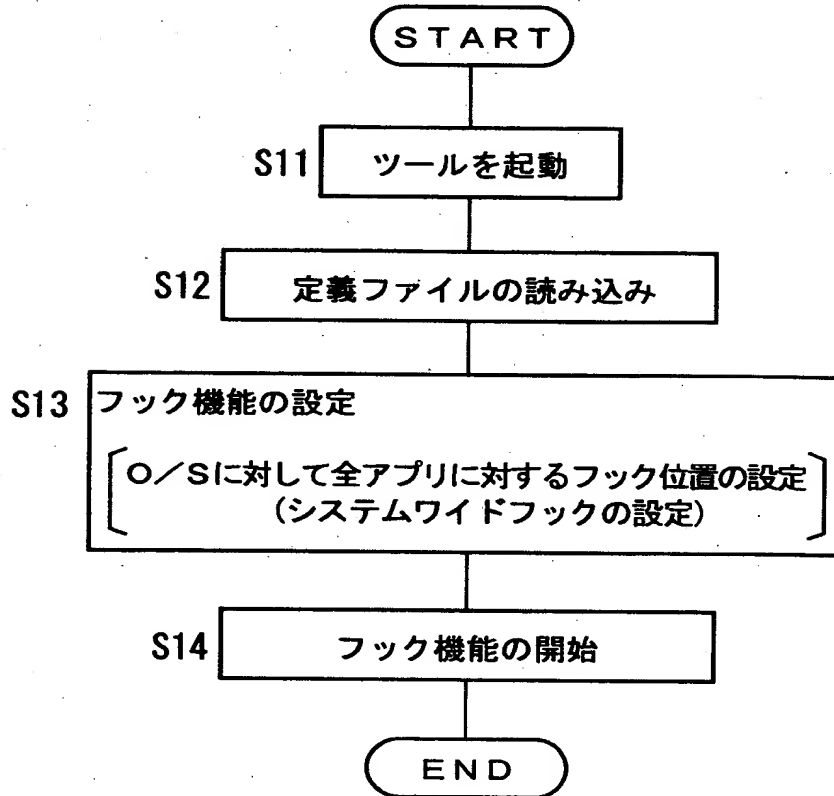 START
S11 ツールを起動
S12 定義ファイルの読み込み
S13 フック機能の設定
O／Sに対して全アプリに対するフック位置の設定
(システムワイドフックの設定)
S14 フック機能の開始
END